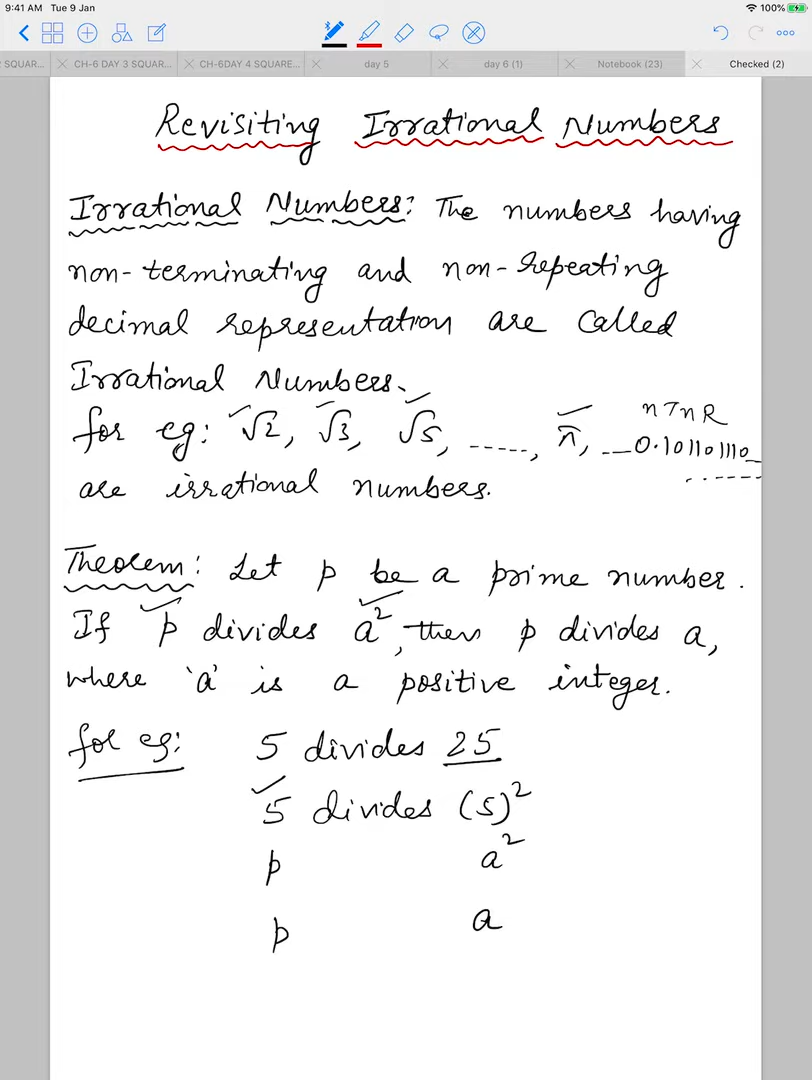 9:41 AM Tue 9 Jan
100%
SQUAR...
CH-6 DAY 3 SQUAR...
CH-6DAY 4 SQUARE...
day 5
day 6 (1)
Notebook (23)
Checked (2)
Revisiting Irrational Numbers
Irrational Numbers: The numbers having
non-terminating and non-repeating
decimal representation are called
Irrational Numbers.
nTnR
for eg: √2, √3, √5, ------, π, --0.101101110--
.-----
are irrational numbers.
Theorem: Let p be a prime number.
If p divides a², then p divides a,
where 'a' is a positive integer.
for eg: 5 divides 25
5 divides (5)²
p a²
p a